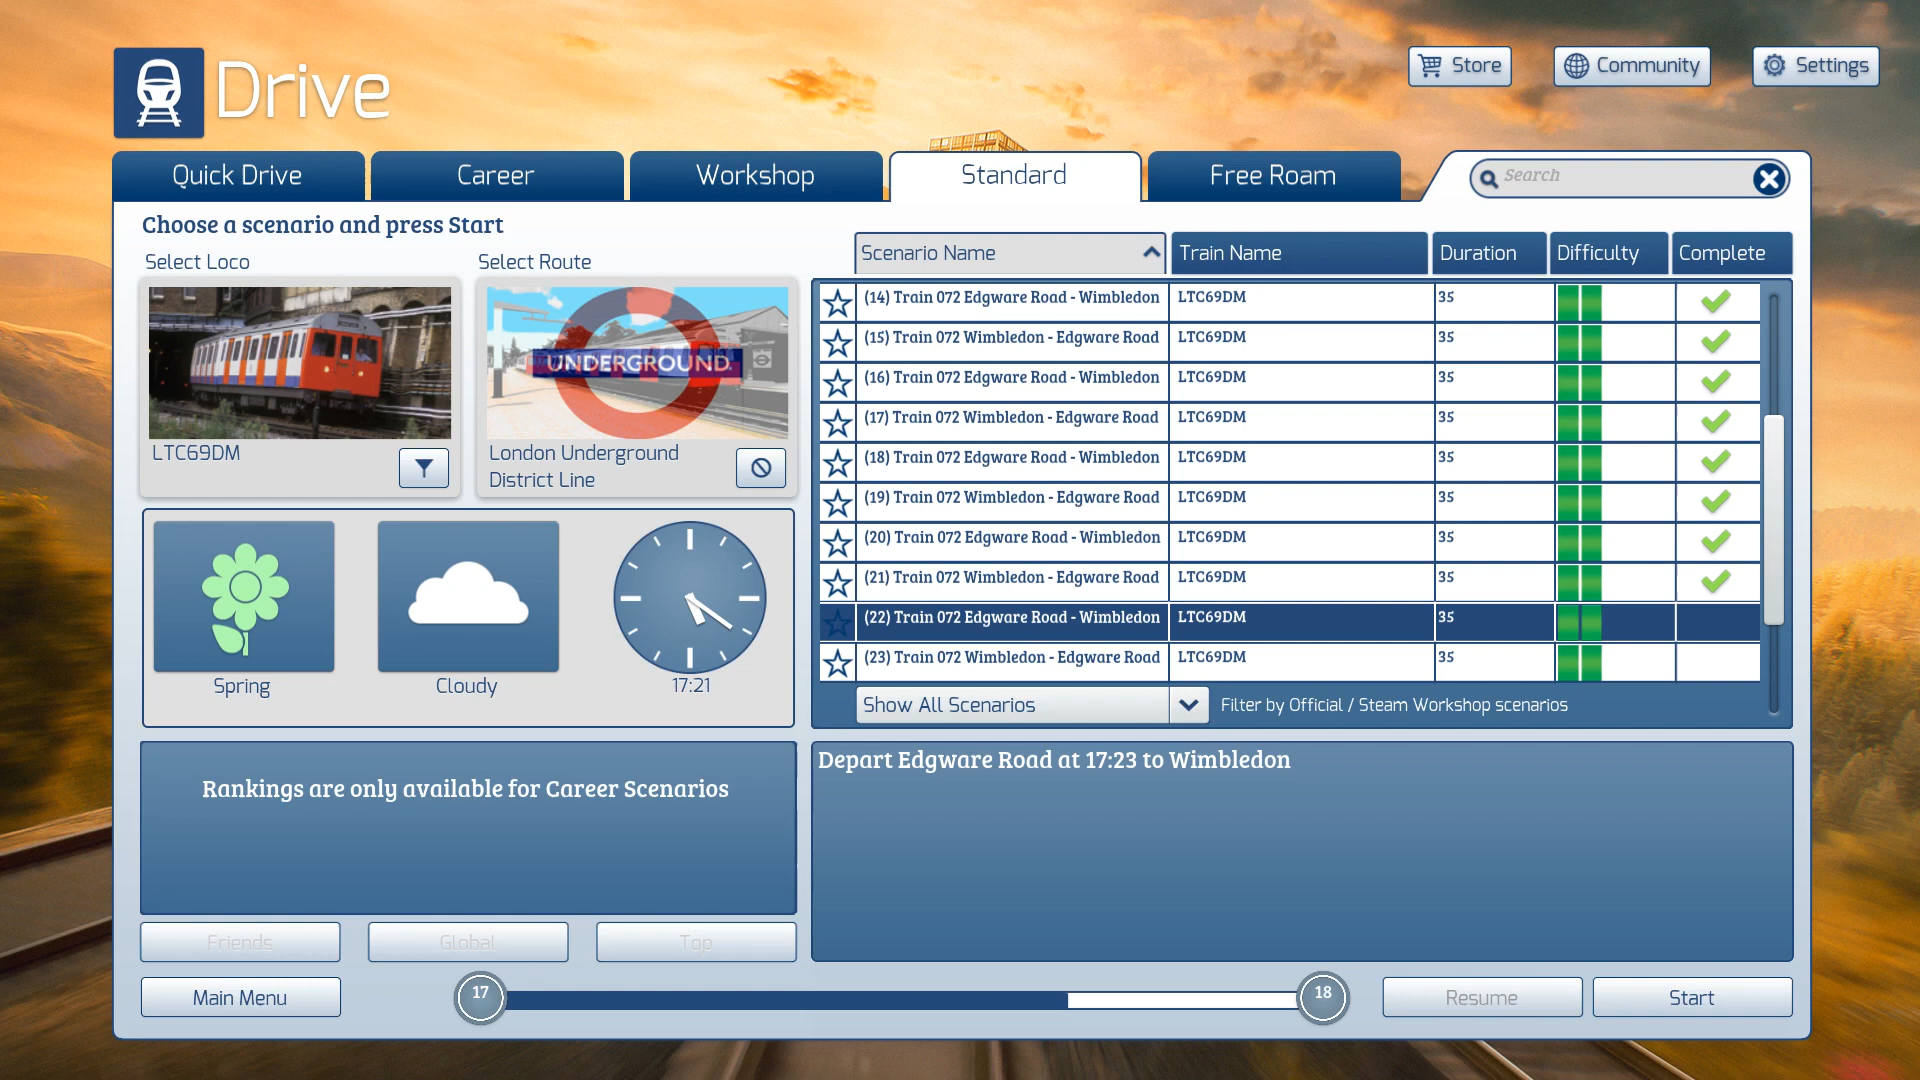 Drive
Store
Community
Settings
Quick Drive
Career
Workshop
Standard
Free Roam
Search
Choose a scenario and press Start
Select Loco
Select Route
UNDERGROUND
LTC69DM
London Underground
District Line
Spring
Cloudy
17:21
Scenario Name
Train Name
Duration
Difficulty
Complete
(14) Train 072 Edgware Road - Wimbledon LTC69DM 35
(15) Train 072 Wimbledon - Edgware Road LTC69DM 35
(16) Train 072 Edgware Road - Wimbledon LTC69DM 35
(17) Train 072 Wimbledon - Edgware Road LTC69DM 35
(18) Train 072 Edgware Road - Wimbledon LTC69DM 35
(19) Train 072 Wimbledon - Edgware Road LTC69DM 35
(20) Train 072 Edgware Road - Wimbledon LTC69DM 35
(21) Train 072 Wimbledon - Edgware Road LTC69DM 35
(22) Train 072 Edgware Road - Wimbledon LTC69DM 35
(23) Train 072 Wimbledon - Edgware Road LTC69DM 35
Show All Scenarios
Filter by Official / Steam Workshop scenarios
Rankings are only available for Career Scenarios
Depart Edgware Road at 17:23 to Wimbledon
Friends
Global
Top
Main Menu
17
18
Resume
Start